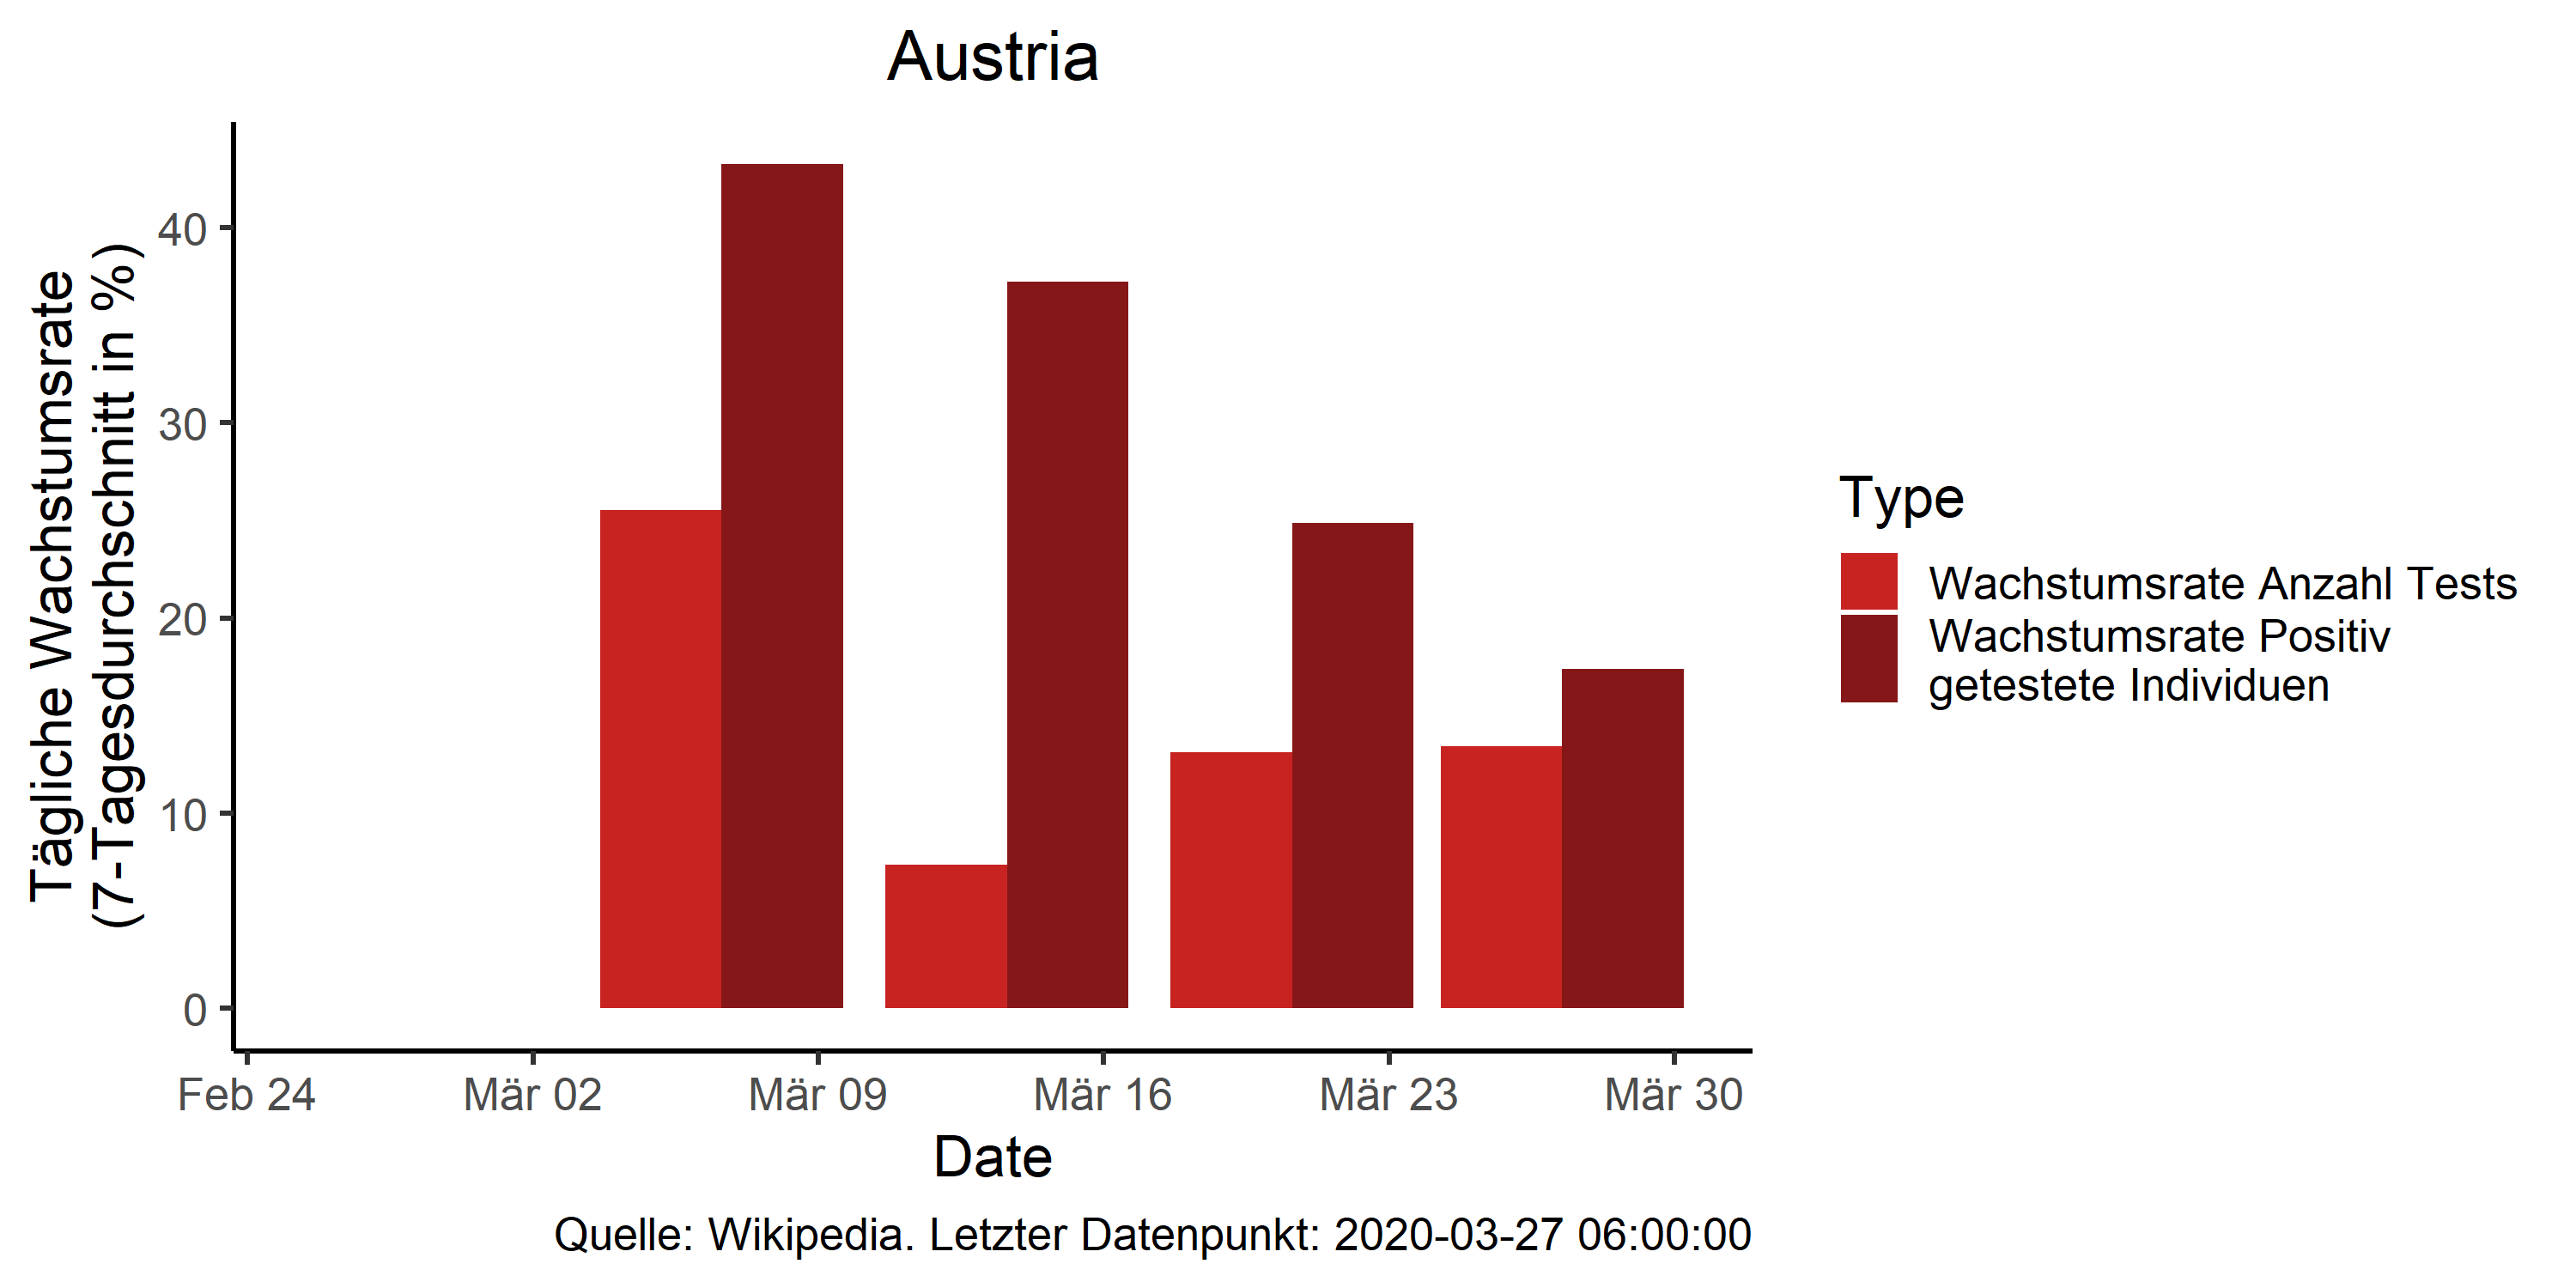 Austria
Tägliche Wachstumsrate
(7-Tagesdurchschnitt in %)
40
30
20
10
0
Feb 24
Mär 02
Mär 09
Mär 16
Mär 23
Mär 30
Date
Type
Wachstumsrate Anzahl Tests
Wachstumsrate Positiv
getestete Individuen
Quelle: Wikipedia. Letzter Datenpunkt: 2020-03-27 06:00:00